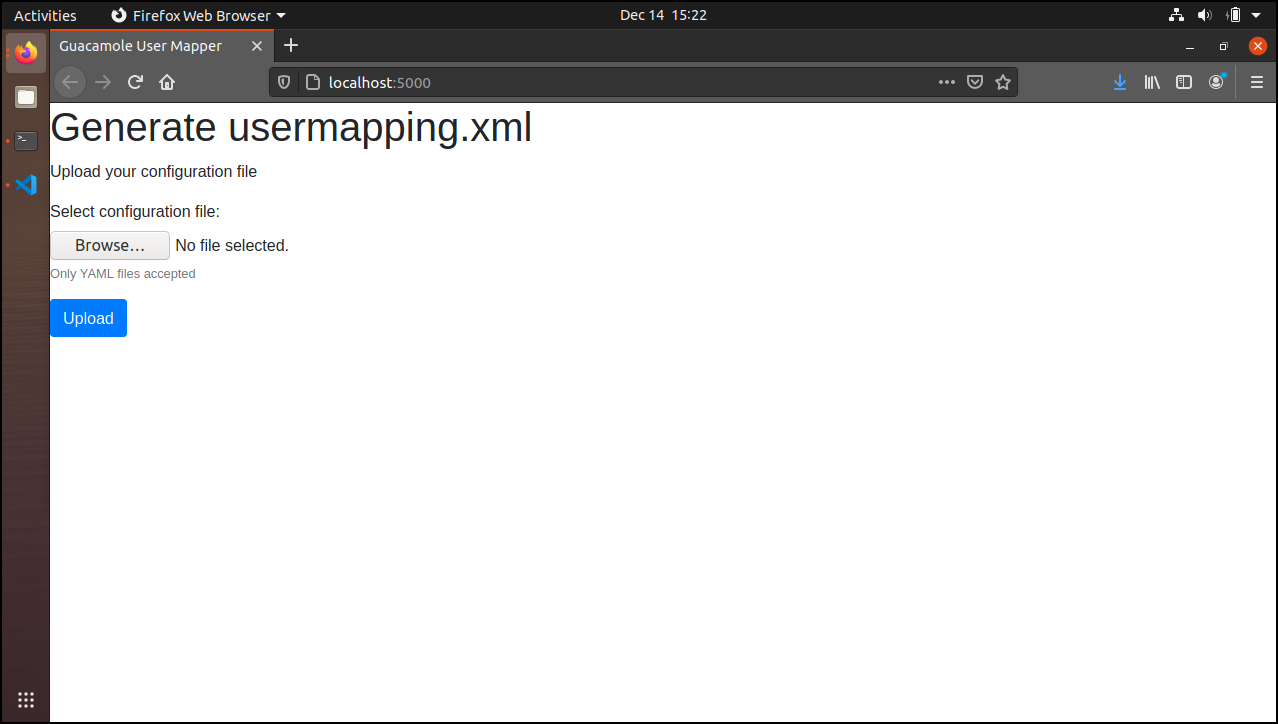 Activities Firefox Web Browser Dec 14 15:22
Guacamole User Mapper
localhost:5000
Generate usermapping.xml
Upload your configuration file
Select configuration file:
Browse… No file selected.
Only YAML files accepted
Upload